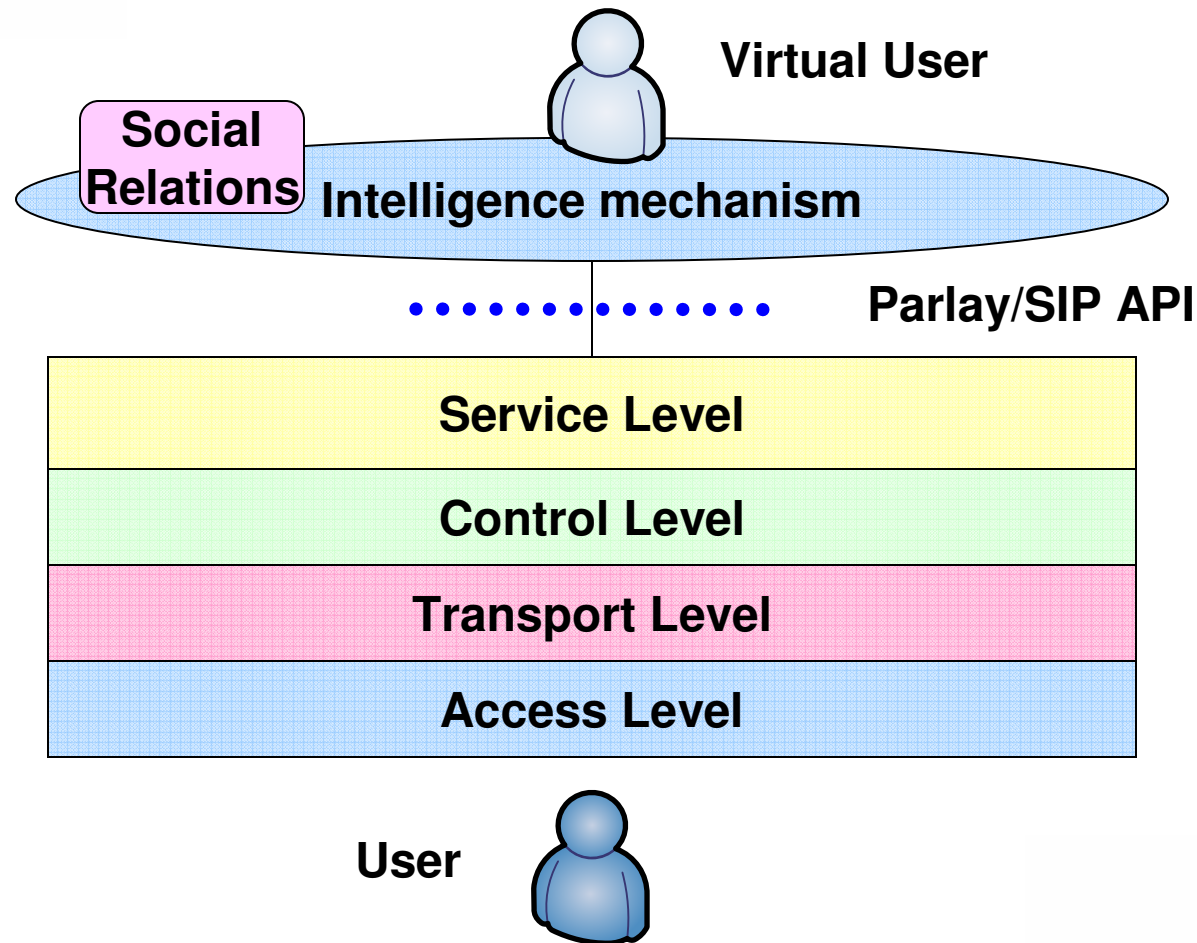 Virtual User
Social
Relations
Intelligence mechanism
Parlay/SIP API
Service Level
Control Level
Transport Level
Access Level
User